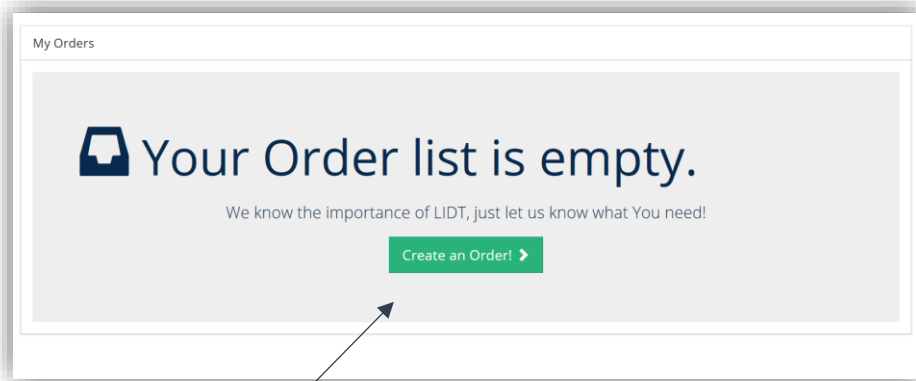 My Orders
Your Order list is empty.
We know the importance of LIDT, just let us know what You need!
Create an Order!